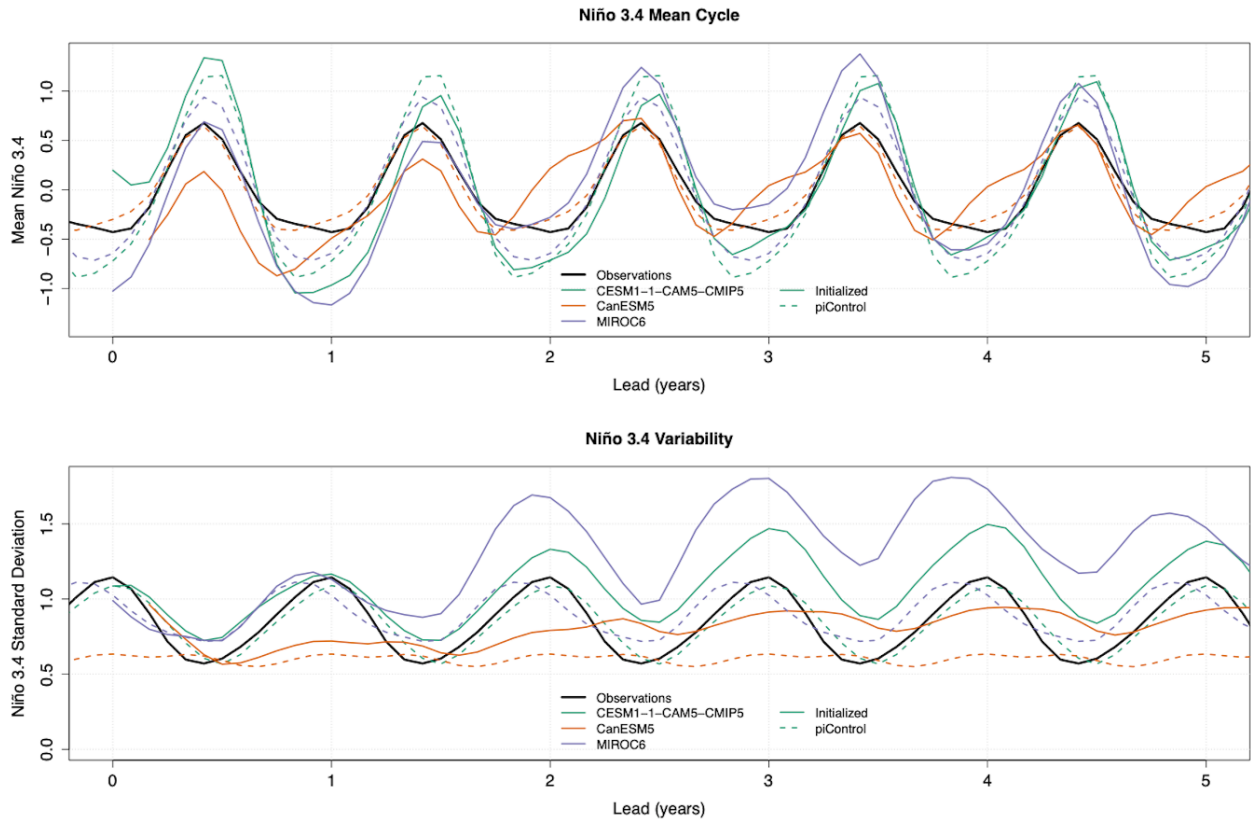 Niño 3.4 Mean Cycle
Mean Niño 3.4
1.0
0.5
0.0
−0.5
−1.0
Observations
CESM1−1−CAM5−CMIP5
CanESM5
MIROC6
Initialized
piControl
0 1 2 3 4 5
Lead (years)
Niño 3.4 Variability
Niño 3.4 Standard Deviation
1.5
1.0
0.5
0.0
Observations
CESM1−1−CAM5−CMIP5
CanESM5
MIROC6
Initialized
piControl
0 1 2 3 4 5
Lead (years)